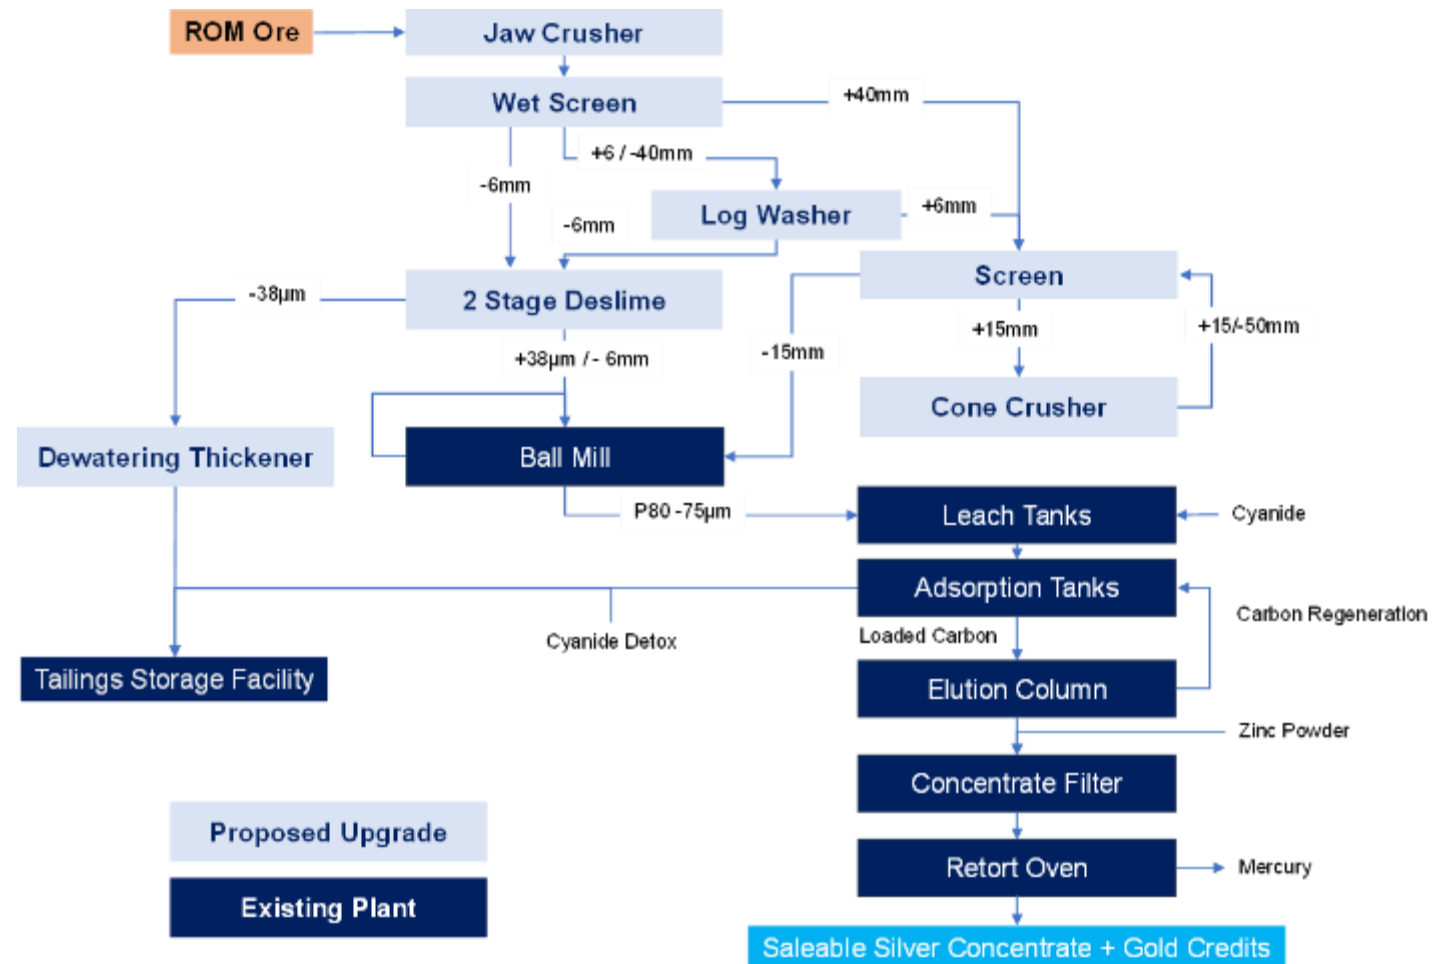 ROM Ore
Jaw Crusher
Wet Screen
+40mm
+6 / -40mm
-6mm
Log Washer
+6mm
-6mm
Screen
-38µm
2 Stage Deslime
+15mm
+15/-50mm
-15mm
+38µm / - 6mm
Cone Crusher
Dewatering Thickener
Ball Mill
P80 -75µm
Leach Tanks
Cyanide
Adsorption Tanks
Carbon Regeneration
Loaded Carbon
Cyanide Detox
Tailings Storage Facility
Elution Column
Zinc Powder
Concentrate Filter
Proposed Upgrade
Retort Oven
Mercury
Existing Plant
Saleable Silver Concentrate + Gold Credits